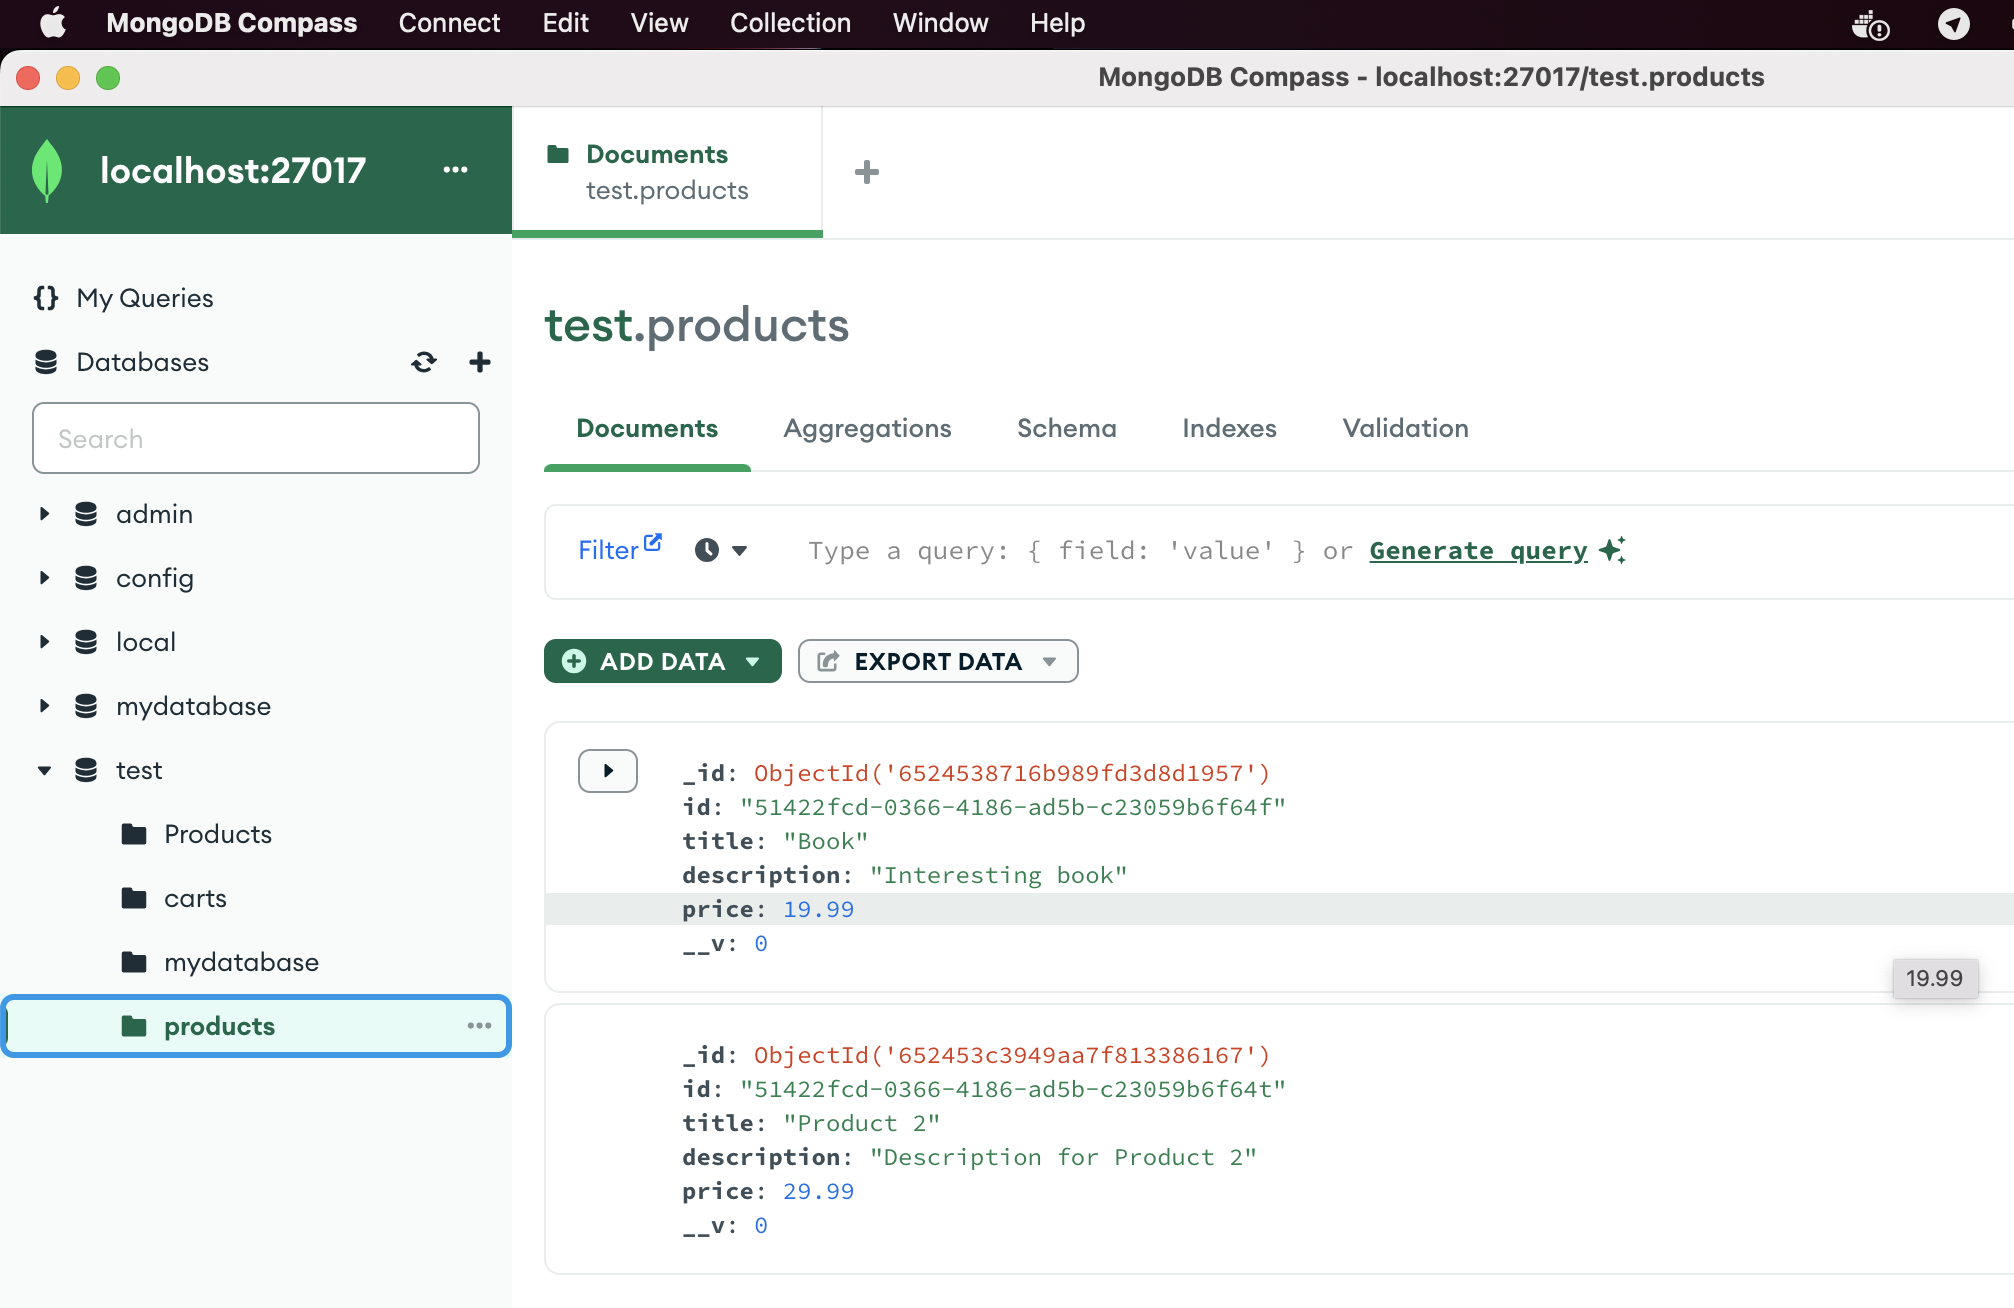 MongoDB Compass Connect Edit View Collection Window Help
MongoDB Compass - localhost:27017/test.products
localhost:27017
Documents
test.products
My Queries
Databases
Search
admin
config
local
mydatabase
test
Products
carts
mydatabase
products
test.products
Documents Aggregations Schema Indexes Validation
Filter Type a query: { field: 'value' } or Generate query
ADD DATA EXPORT DATA
_id: ObjectId('6524538716b989fd3d8d1957')
id: "51422fcd-0366-4186-ad5b-c23059b6f64f"
title: "Book"
description: "Interesting book"
price: 19.99
__v: 0
19.99
_id: ObjectId('652453c3949aa7f813386167')
id: "51422fcd-0366-4186-ad5b-c23059b6f64t"
title: "Product 2"
description: "Description for Product 2"
price: 29.99
__v: 0